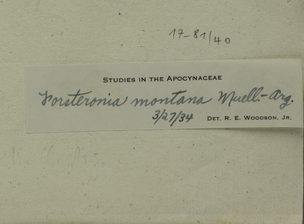 17-81/40
STUDIES IN THE APOCYNACEAE
Forsteronia montana Muell.-Arg.
3/27/34 DET. R. E. WOODSON, JR.